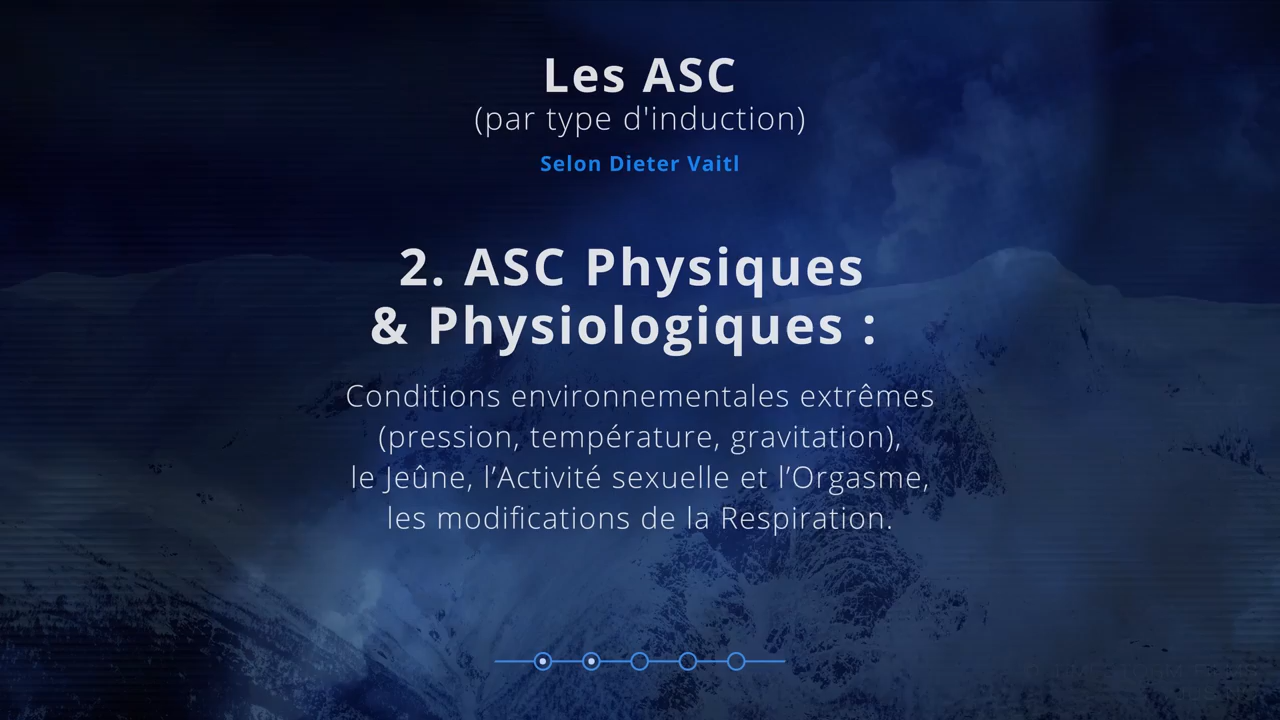 Les ASC
(par type d'induction)
Selon Dieter Vaitl
2. ASC Physiques
& Physiologiques :
Conditions environnementales extrêmes
(pression, température, gravitation),
le Jeûne, l’Activité sexuelle et l’Orgasme,
les modifications de la Respiration.